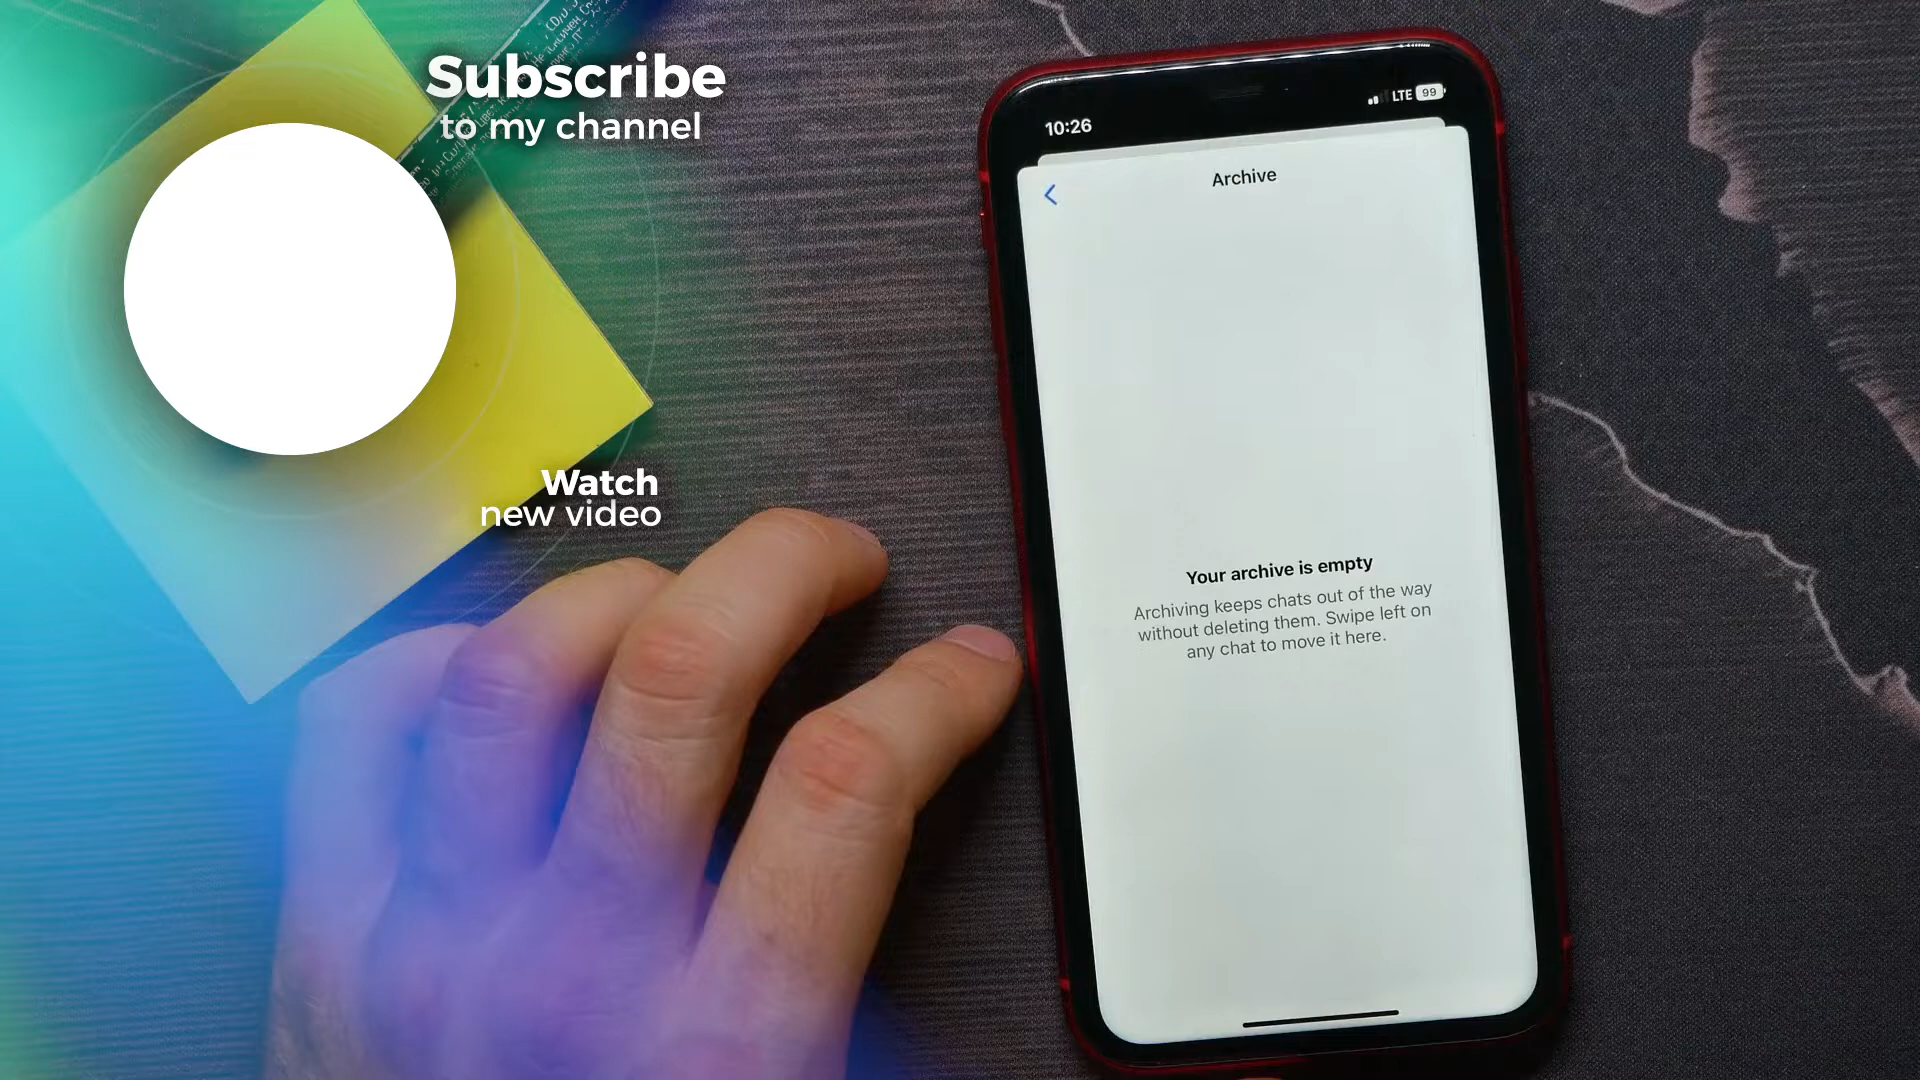 Subscribe
to my channel
Watch
new video
10:26
LTE 99
Archive
Your archive is empty
Archiving keeps chats out of the way
without deleting them. Swipe left on
any chat to move it here.